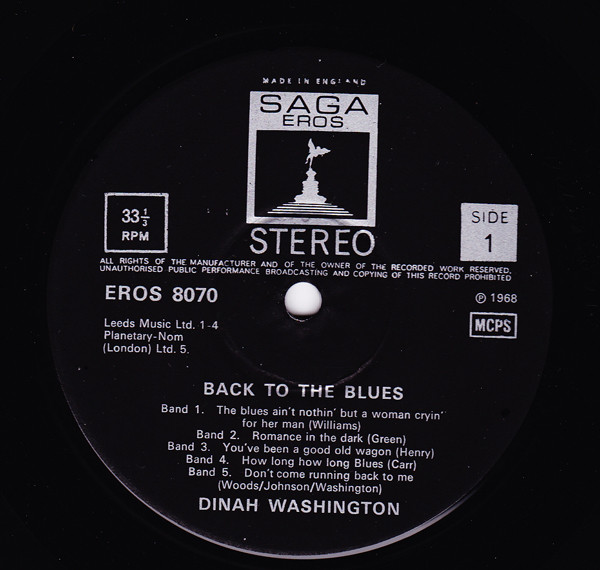 MADE IN ENGLAND
SAGA
EROS
33⅓
RPM
SIDE
1
STEREO
ALL RIGHTS OF THE MANUFACTURER AND OF THE OWNER OF THE RECORDED WORK RESERVED.
UNAUTHORISED PUBLIC PERFORMANCE BROADCASTING AND COPYING OF THIS RECORD PROHIBITED
EROS 8070
Ⓟ 1968
MCPS
Leeds Music Ltd. 1-4
Planetary-Nom
(London) Ltd. 5.
BACK TO THE BLUES
Band 1. The blues ain't nothin' but a woman cryin'
for her man (Williams)
Band 2. Romance in the dark (Green)
Band 3. You've been a good old wagon (Henry)
Band 4. How long how long Blues (Carr)
Band 5. Don't come running back to me
(Woods/Johnson/Washington)
DINAH WASHINGTON